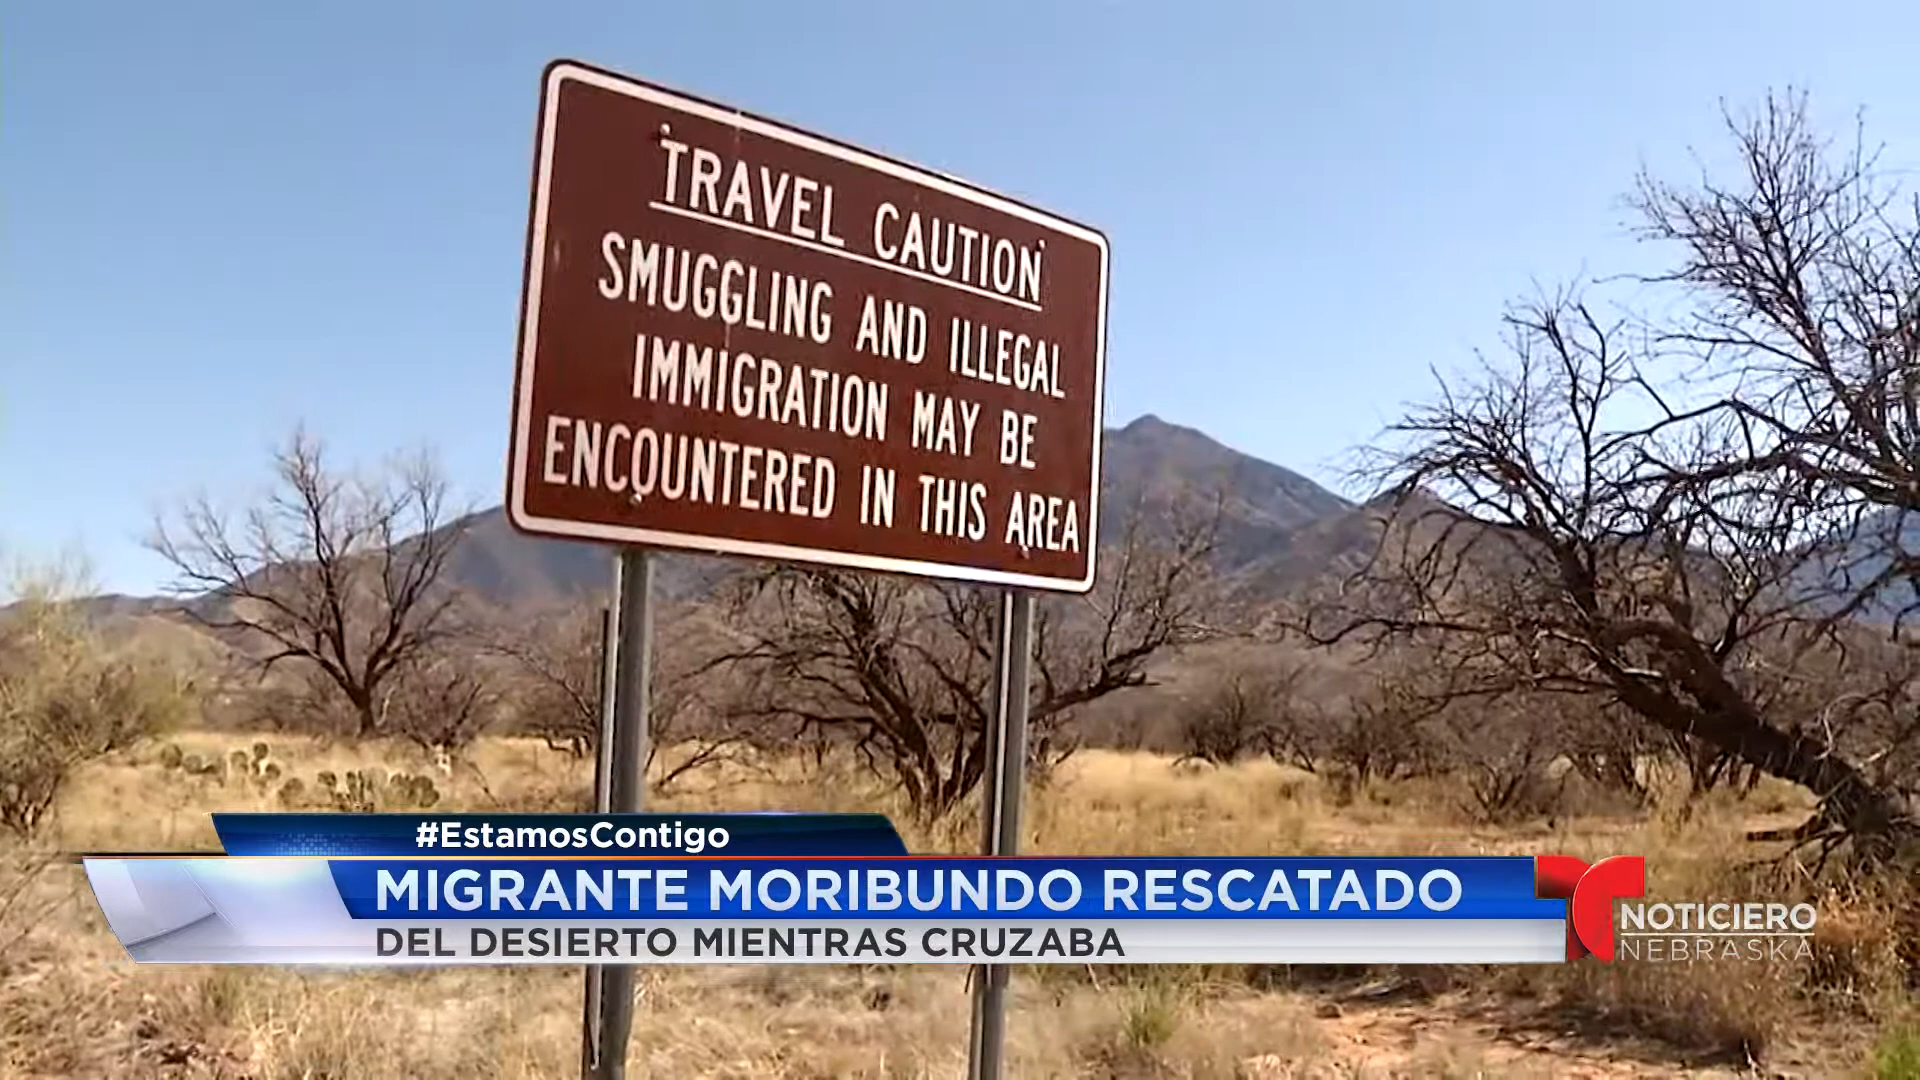 TRAVEL CAUTION
SMUGGLING AND ILLEGAL
IMMIGRATION MAY BE
ENCOUNTERED IN THIS AREA
#EstamosContigo
MIGRANTE MORIBUNDO RESCATADO
DEL DESIERTO MIENTRAS CRUZABA
NOTICIERO
NEBRASKA